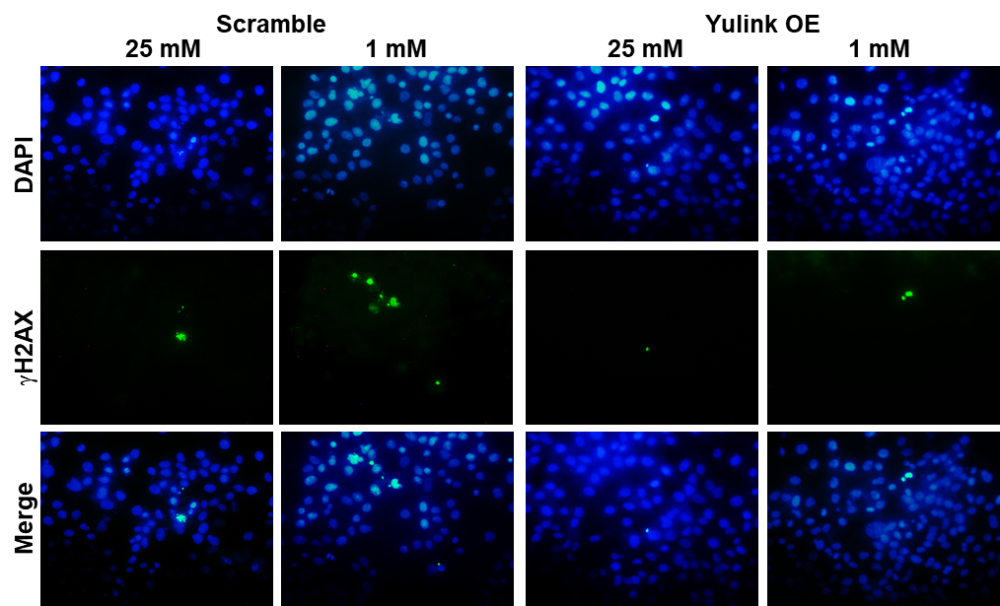 Scramble
Yulink OE
25 mM
1 mM
25 mM
1 mM
DAPI
γH2AX
Merge